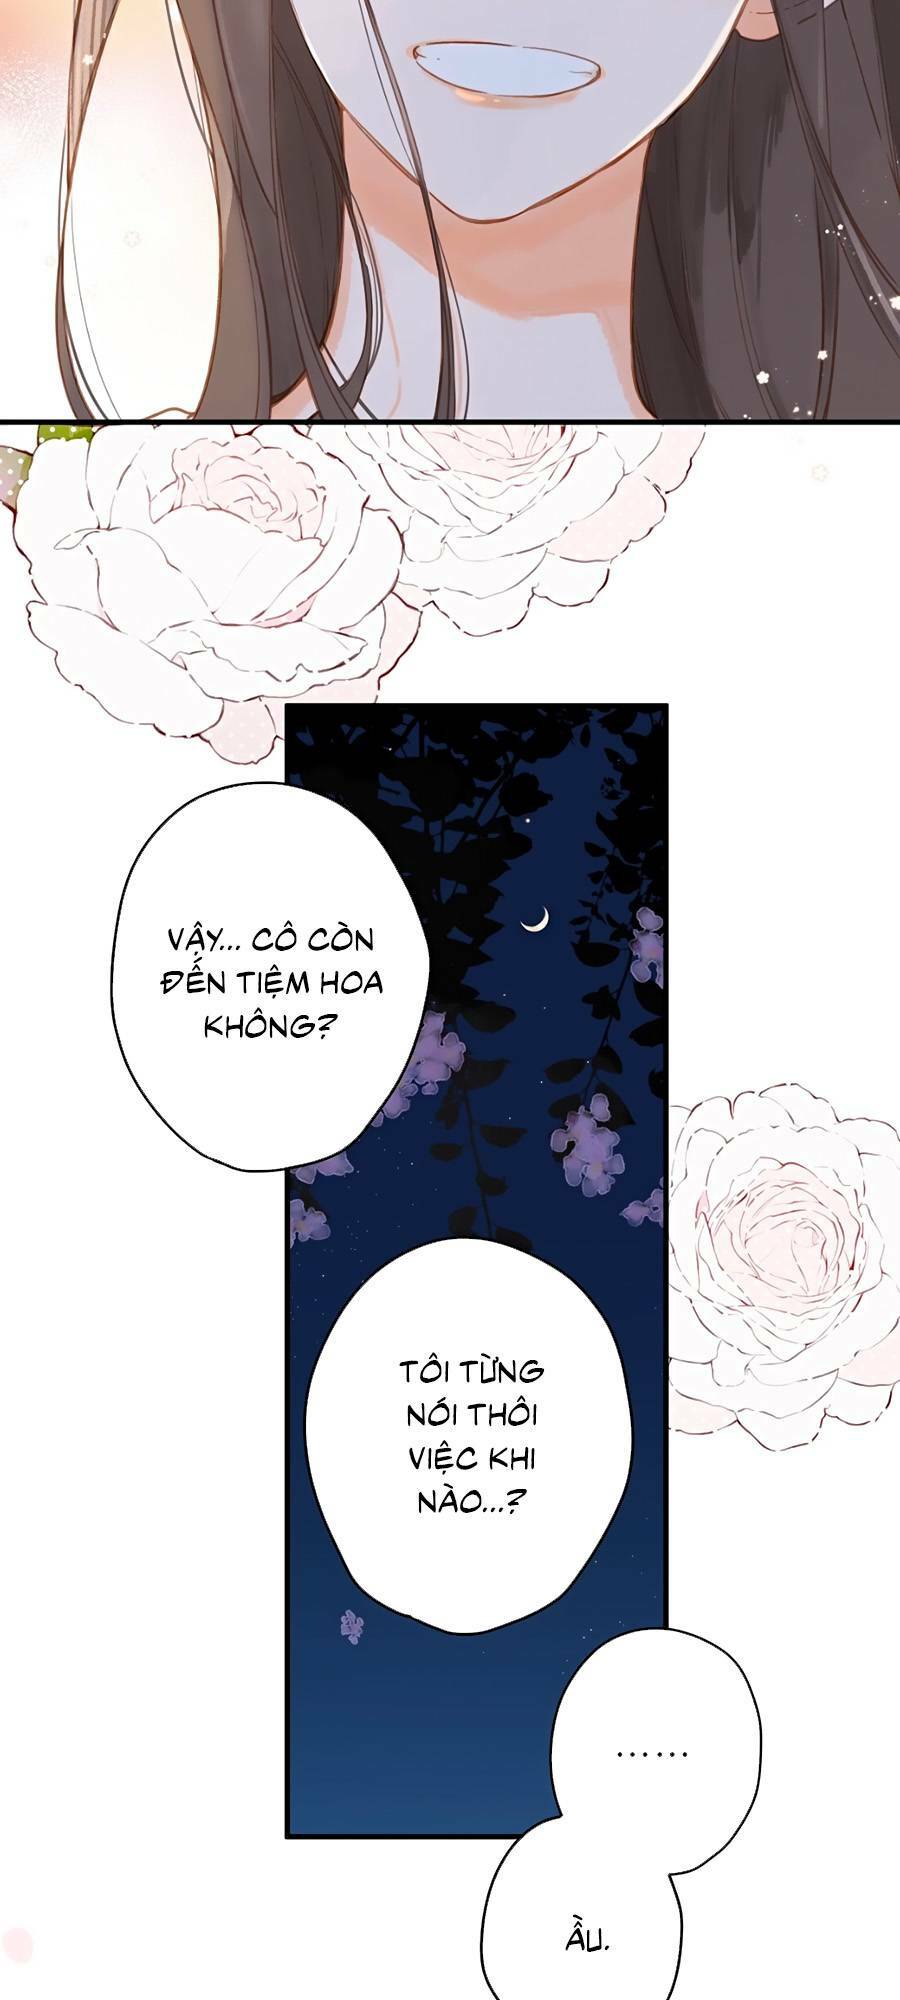 VẬY... CÔ CÒN
ĐẾN TIỆM HOA
KHÔNG?
TÔI TỪNG
NÓI THÔI
VIỆC KHI
NÀO...?
......
ẦU.